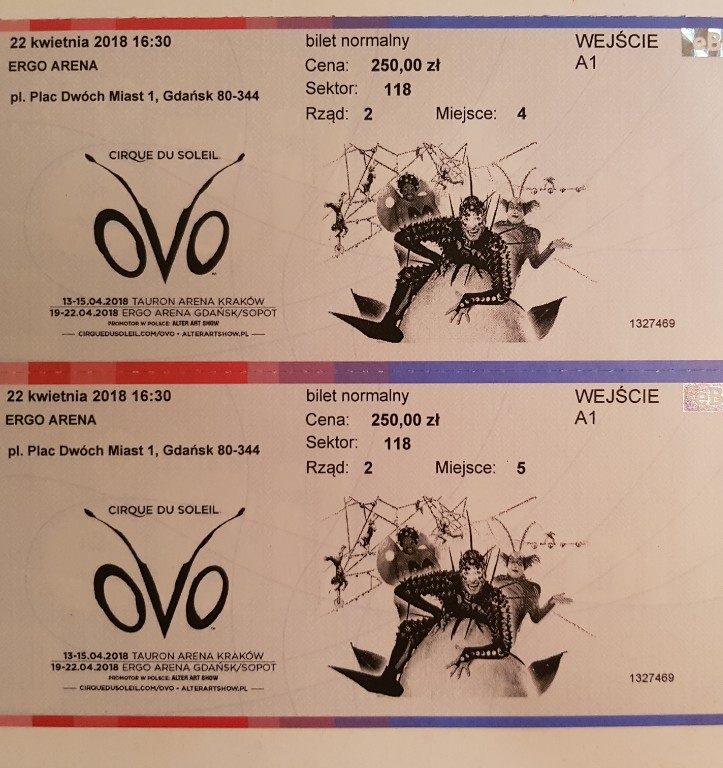 22 kwietnia 2018 16:30
ERGO ARENA
pl. Plac Dwóch Miast 1, Gdańsk 80-344
bilet normalny
Cena: 250,00 zł
Sektor: 118
Rząd: 2 Miejsce: 4
WEJŚCIE
A1
eB
CIRQUE DU SOLEIL
OVO
13-15.04.2018 TAURON ARENA KRAKÓW
19-22.04.2018 ERGO ARENA GDAŃSK/SOPOT
PROMOTOR W POLSCE: ALTER ART SHOW
CIRQUEDUSOLEIL.COM/OVO • ALTERARTSHOW.PL
1327469
22 kwietnia 2018 16:30
ERGO ARENA
pl. Plac Dwóch Miast 1, Gdańsk 80-344
bilet normalny
Cena: 250,00 zł
Sektor: 118
Rząd: 2 Miejsce: 5
WEJŚCIE
A1
eB
CIRQUE DU SOLEIL
OVO
13-15.04.2018 TAURON ARENA KRAKÓW
19-22.04.2018 ERGO ARENA GDAŃSK/SOPOT
PROMOTOR W POLSCE: ALTER ART SHOW
CIRQUEDUSOLEIL.COM/OVO • ALTERARTSHOW.PL
1327469